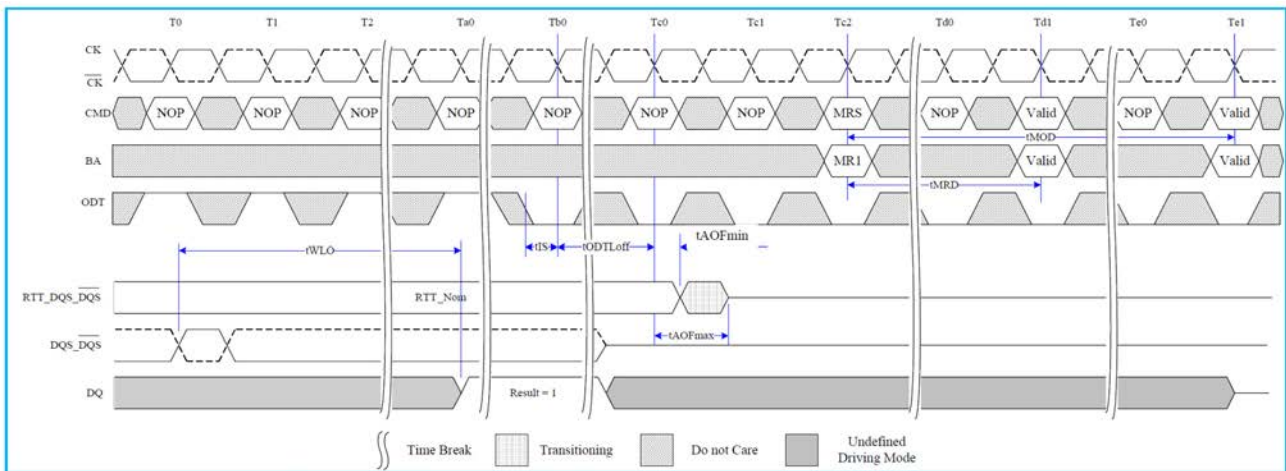 T0 T1 T2 Ta0 Tb0 Tc0 Tc1 Tc2 Td0 Td1 Te0 Te1
CK
CK
CMD NOP NOP NOP NOP NOP NOP NOP MRS NOP Valid NOP Valid
tMOD
BA MR1 Valid Valid
tMRD
ODT
tWLO tIS tODTLoff tAOFmin
RTT_DQS_DQS RTT_Nom
tAOFmax
DQS_DQS
DQ Result = 1
Time Break Transitioning Do not Care Undefined
Driving Mode